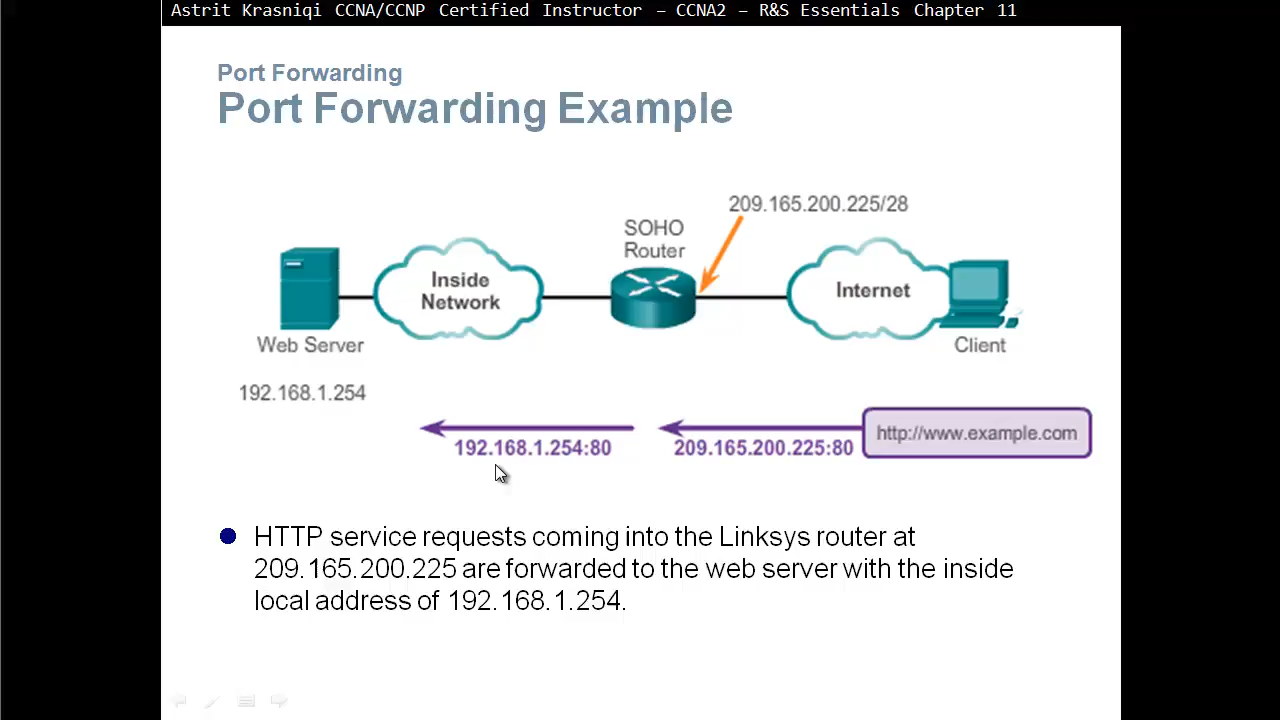 Astrit Krasniqi CCNA/CCNP Certified Instructor – CCNA2 – R&S Essentials Chapter 11
Port Forwarding
Port Forwarding Example
209.165.200.225/28
SOHO
Router
Inside
Network
Internet
Web Server
Client
192.168.1.254
192.168.1.254:80
209.165.200.225:80
http://www.example.com
HTTP service requests coming into the Linksys router at
209.165.200.225 are forwarded to the web server with the inside
local address of 192.168.1.254.